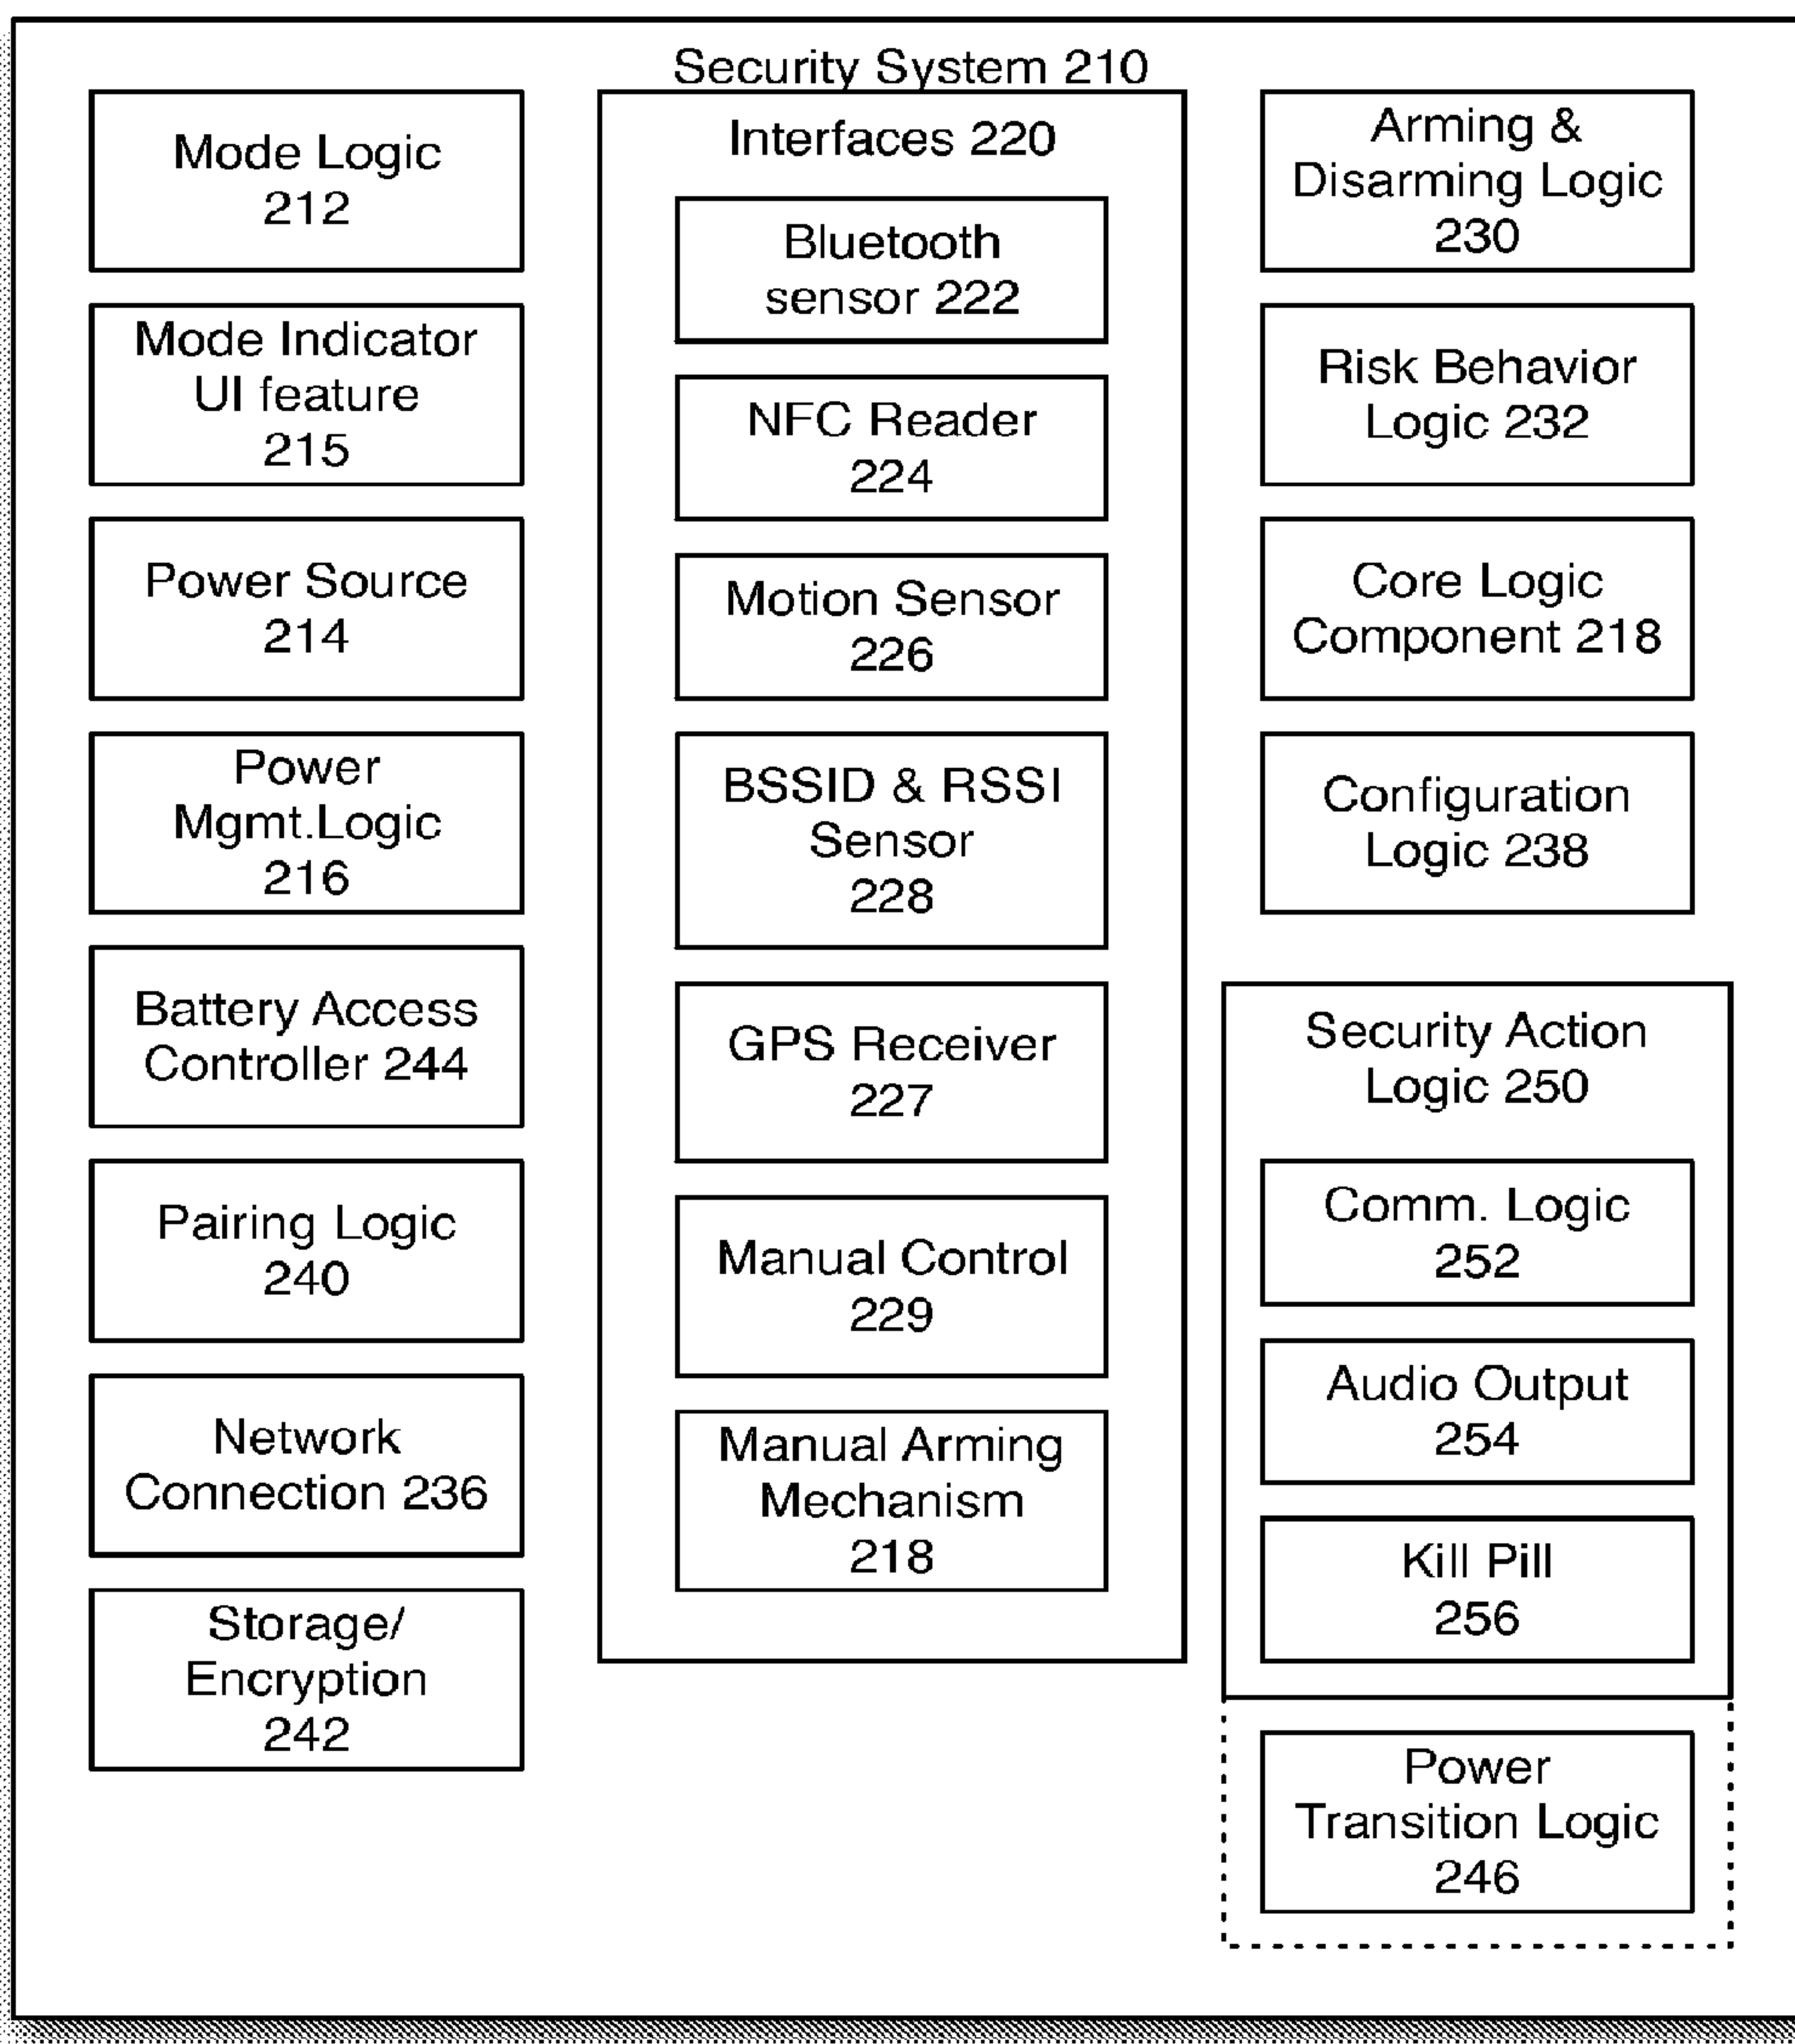 Security System 210
Mode Logic
212
Mode Indicator
UI feature
215
Power Source
214
Power
Mgmt.Logic
216
Battery Access
Controller 244
Pairing Logic
240
Network
Connection 236
Storage/
Encryption
242
Interfaces 220
Bluetooth
sensor 222
NFC Reader
224
Motion Sensor
226
BSSID & RSSI
Sensor
228
GPS Receiver
227
Manual Control
229
Manual Arming
Mechanism
218
Arming &
Disarming Logic
230
Risk Behavior
Logic 232
Core Logic
Component 218
Configuration
Logic 238
Security Action
Logic 250
Comm. Logic
252
Audio Output
254
Kill Pill
256
Power
Transition Logic
246